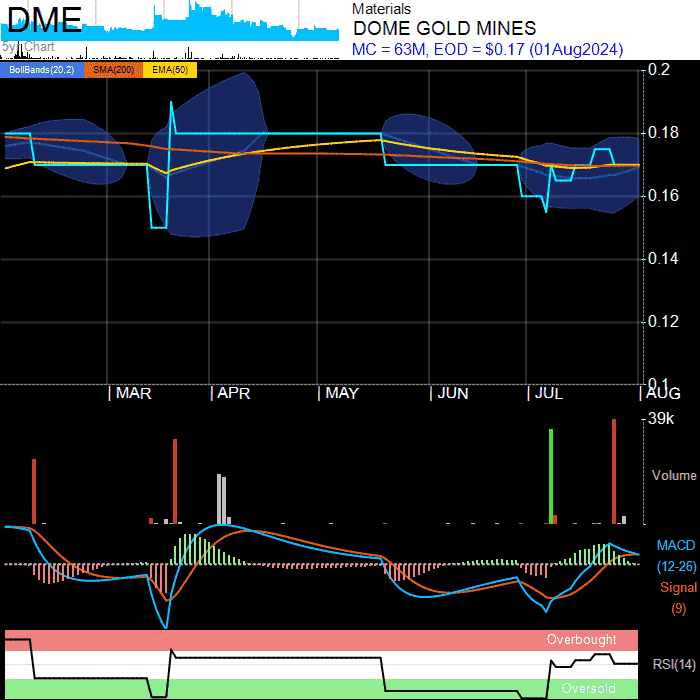 DME
5yr Chart
Materials
DOME GOLD MINES
MC = 63M, EOD = $0.17 (01Aug2024)
BollBands(20,2) SMA(200) EMA(50)
0.2
0.18
0.16
0.14
0.12
0.1
| MAR | APR | MAY | JUN | JUL | AUG
39k
Volume
MACD
(12-26)
Signal
(9)
Overbought
RSI(14)
Oversold